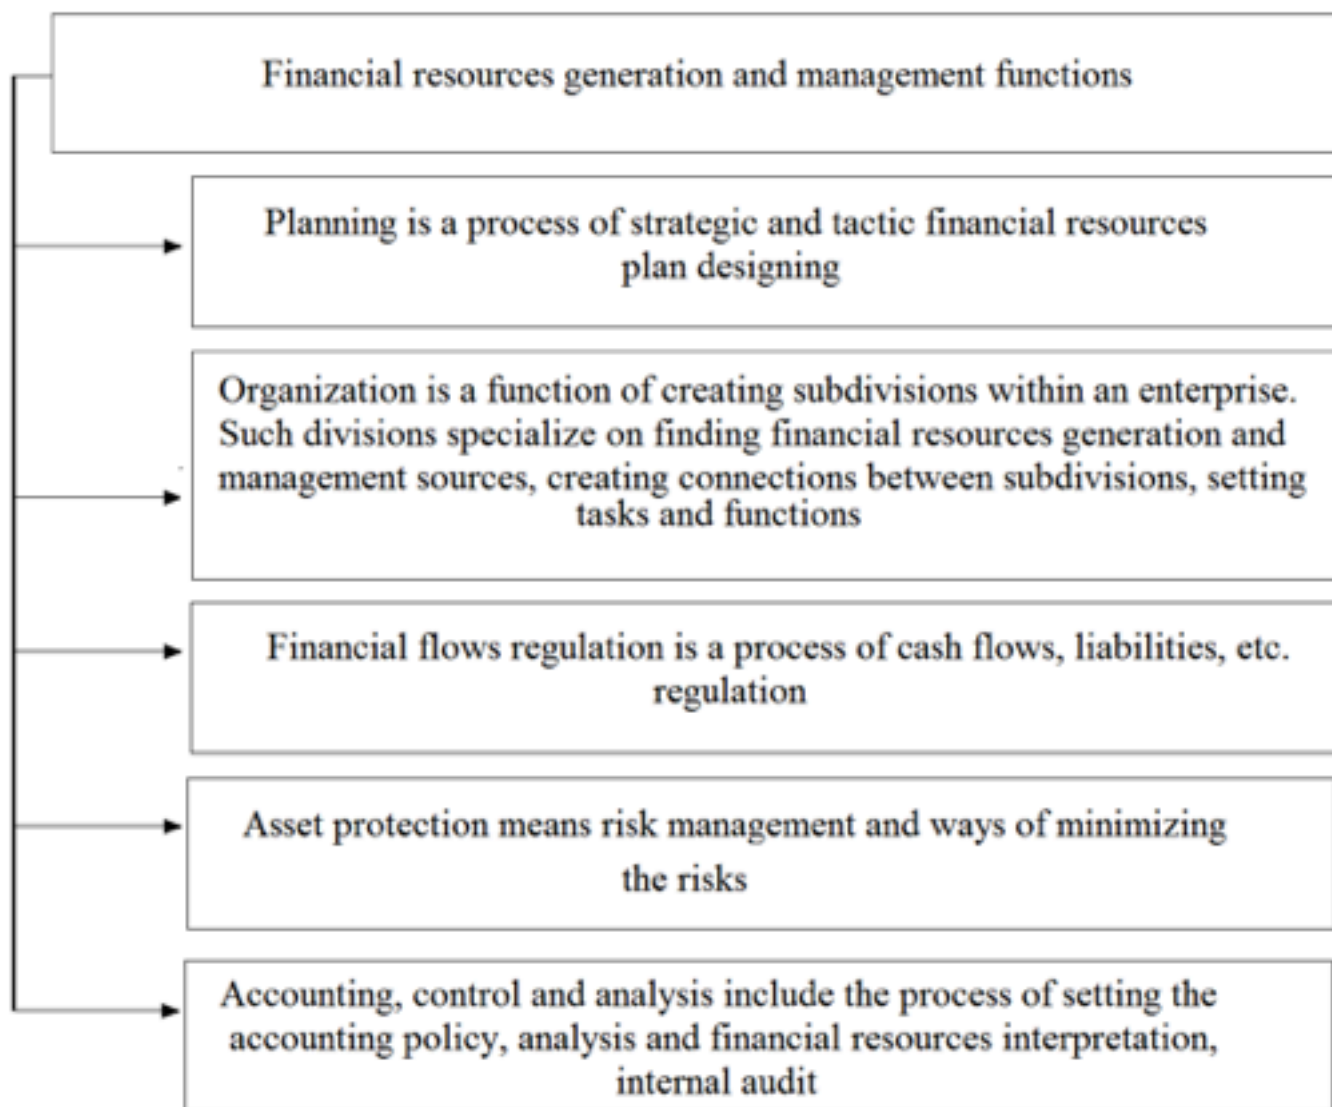 Financial resources generation and management functions
Planning is a process of strategic and tactic financial resources
plan designing
Organization is a function of creating subdivisions within an enterprise.
Such divisions specialize on finding financial resources generation and
management sources, creating connections between subdivisions, setting
tasks and functions
Financial flows regulation is a process of cash flows, liabilities, etc.
regulation
Asset protection means risk management and ways of minimizing
the risks
Accounting, control and analysis include the process of setting the
accounting policy, analysis and financial resources interpretation,
internal audit